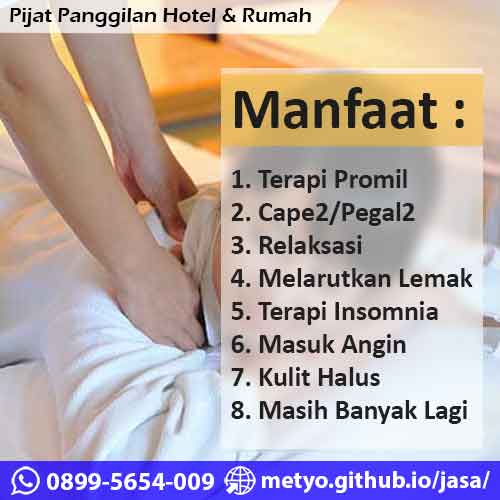 Pijat Panggilan Hotel & Rumah
Manfaat :
1. Terapi Promil
2. Cape2/Pegal2
3. Relaksasi
4. Melarutkan Lemak
5. Terapi Insomnia
6. Masuk Angin
7. Kulit Halus
8. Masih Banyak Lagi
0899-5654-009 metyo.github.io/jasa/